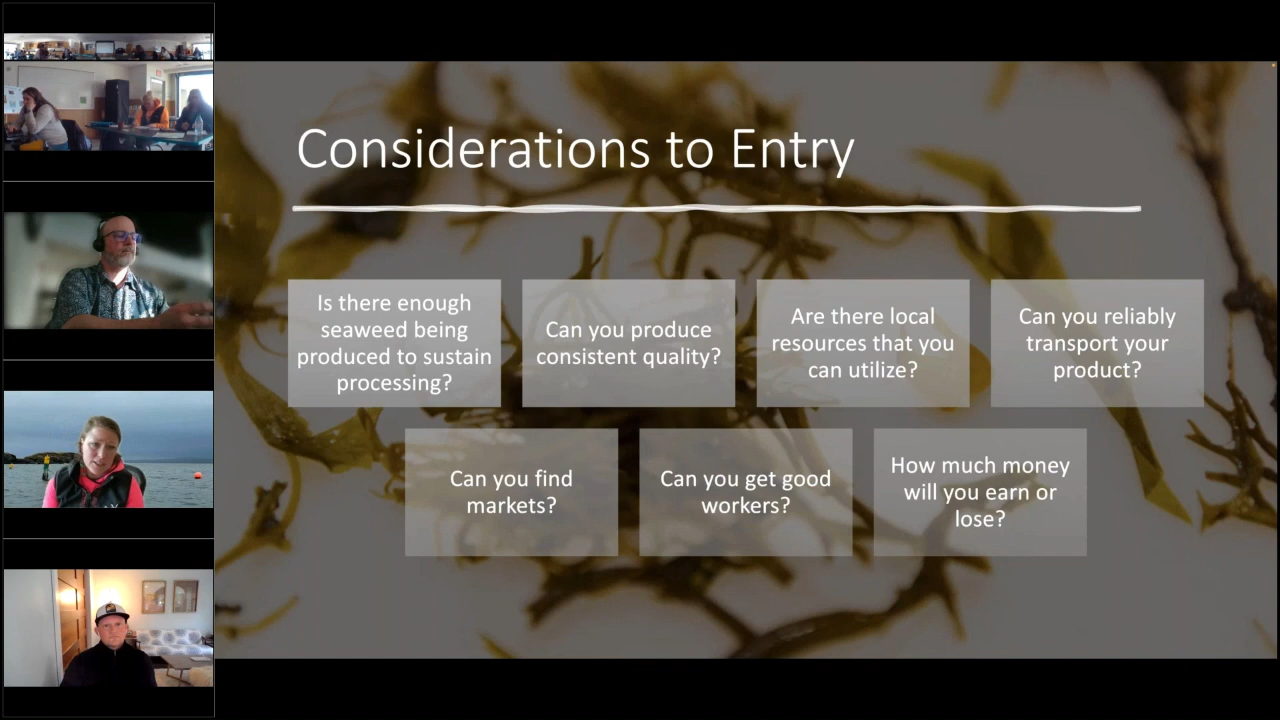 Considerations to Entry
Is there enough
seaweed being
produced to sustain
processing?
Can you produce
consistent quality?
Are there local
resources that you
can utilize?
Can you reliably
transport your
product?
Can you find
markets?
Can you get good
workers?
How much money
will you earn or
lose?